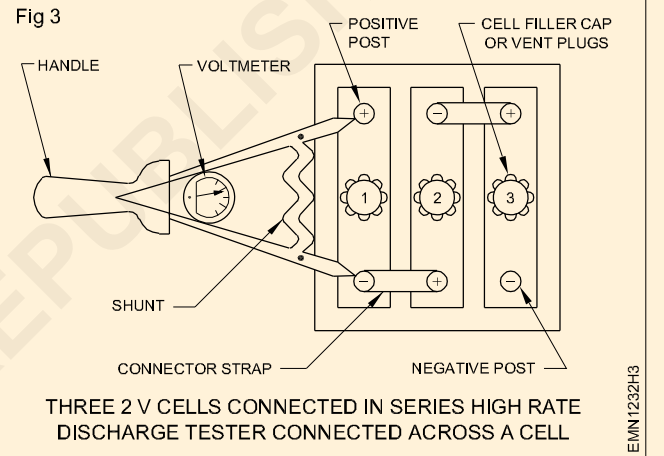 Fig 3
HANDLE
VOLTMETER
POSITIVE
POST
CELL FILLER CAP
OR VENT PLUGS
+
−
+
1
2
3
−
+
−
SHUNT
CONNECTOR STRAP
NEGATIVE POST
THREE 2 V CELLS CONNECTED IN SERIES HIGH RATE
DISCHARGE TESTER CONNECTED ACROSS A CELL
EMN1232H3
REPUBLISH